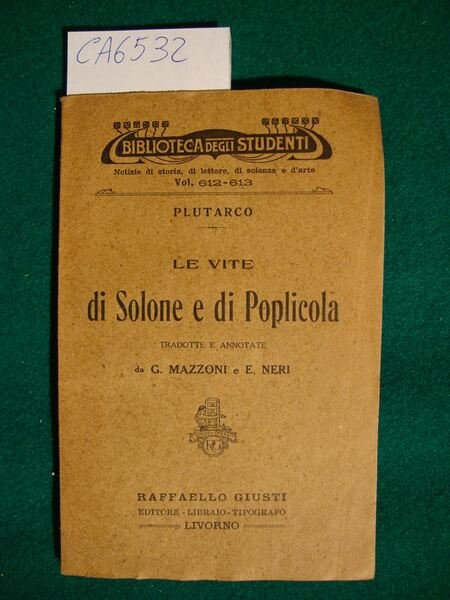 CA6532
BIBLIOTECA DEGLI STUDENTI
Notizie di storia, di lettere, di scienza e d'arte
Vol. 612-613
PLUTARCO
LE VITE
di Solone e di Poplicola
TRADOTTE E ANNOTATE
da G. MAZZONI e E. NERI
RG
RAFFAELLO GIUSTI
EDITORE - LIBRAIO - TIPOGRAFO
LIVORNO